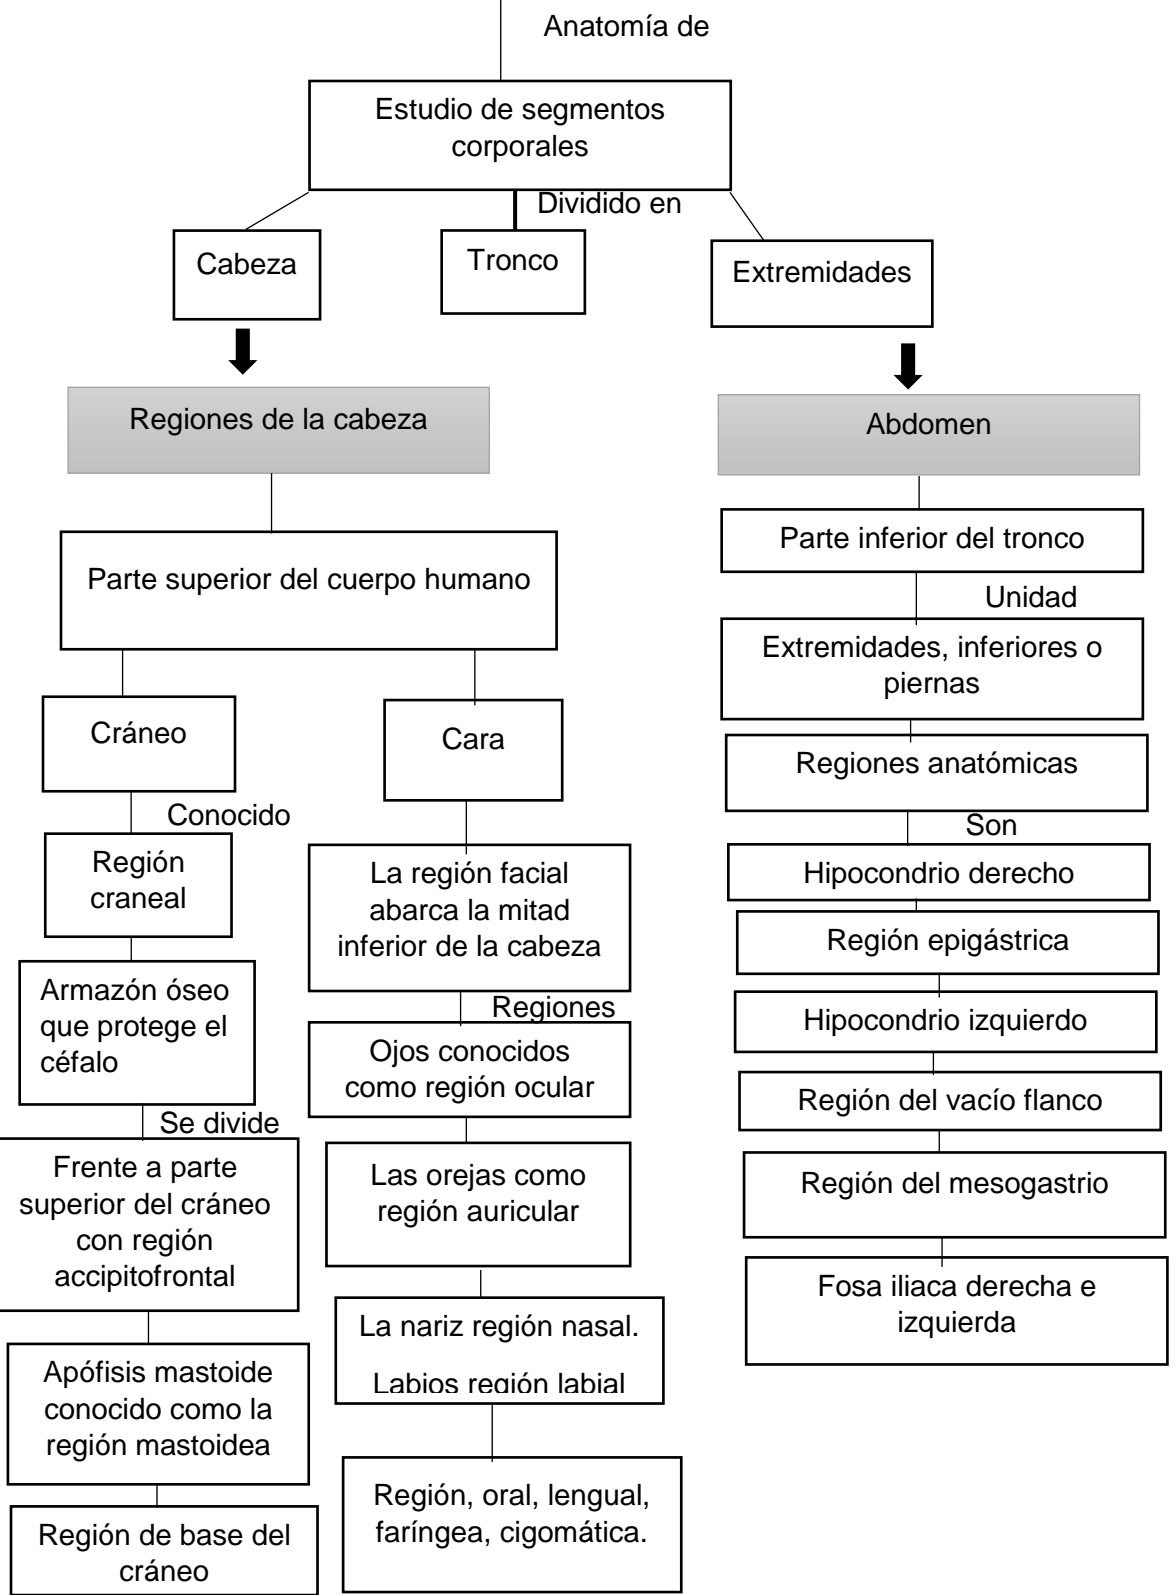 Anatomía de
Estudio de segmentos
corporales
Dividido en
Cabeza
Tronco
Extremidades
Regiones de la cabeza
Parte superior del cuerpo humano
Cráneo
Conocido
Región
craneal
Armazón óseo
que protege el
céfalo
Se divide
Frente a parte
superior del cráneo
con región
accipitofrontal
Apófisis mastoide
conocido como la
región mastoidea
Región de base del
cráneo
Cara
La región facial
abarca la mitad
inferior de la cabeza
Regiones
Ojos conocidos
como región ocular
Las orejas como
región auricular
La nariz región nasal.
Labios región labial
Región, oral, lengual,
faríngea, cigomática.
Abdomen
Parte inferior del tronco
Unidad
Extremidades, inferiores o
piernas
Regiones anatómicas
Son
Hipocondrio derecho
Región epigástrica
Hipocondrio izquierdo
Región del vacío flanco
Región del mesogastrio
Fosa iliaca derecha e
izquierda